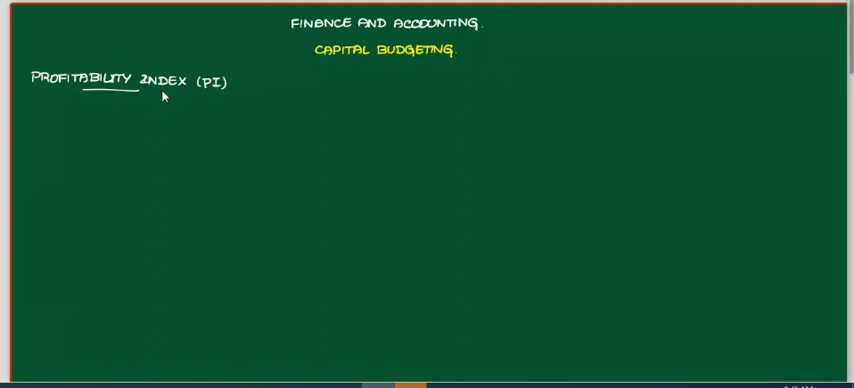 FINANCE AND ACCOUNTING.
CAPITAL BUDGETING.
PROFITABILITY INDEX (PI)